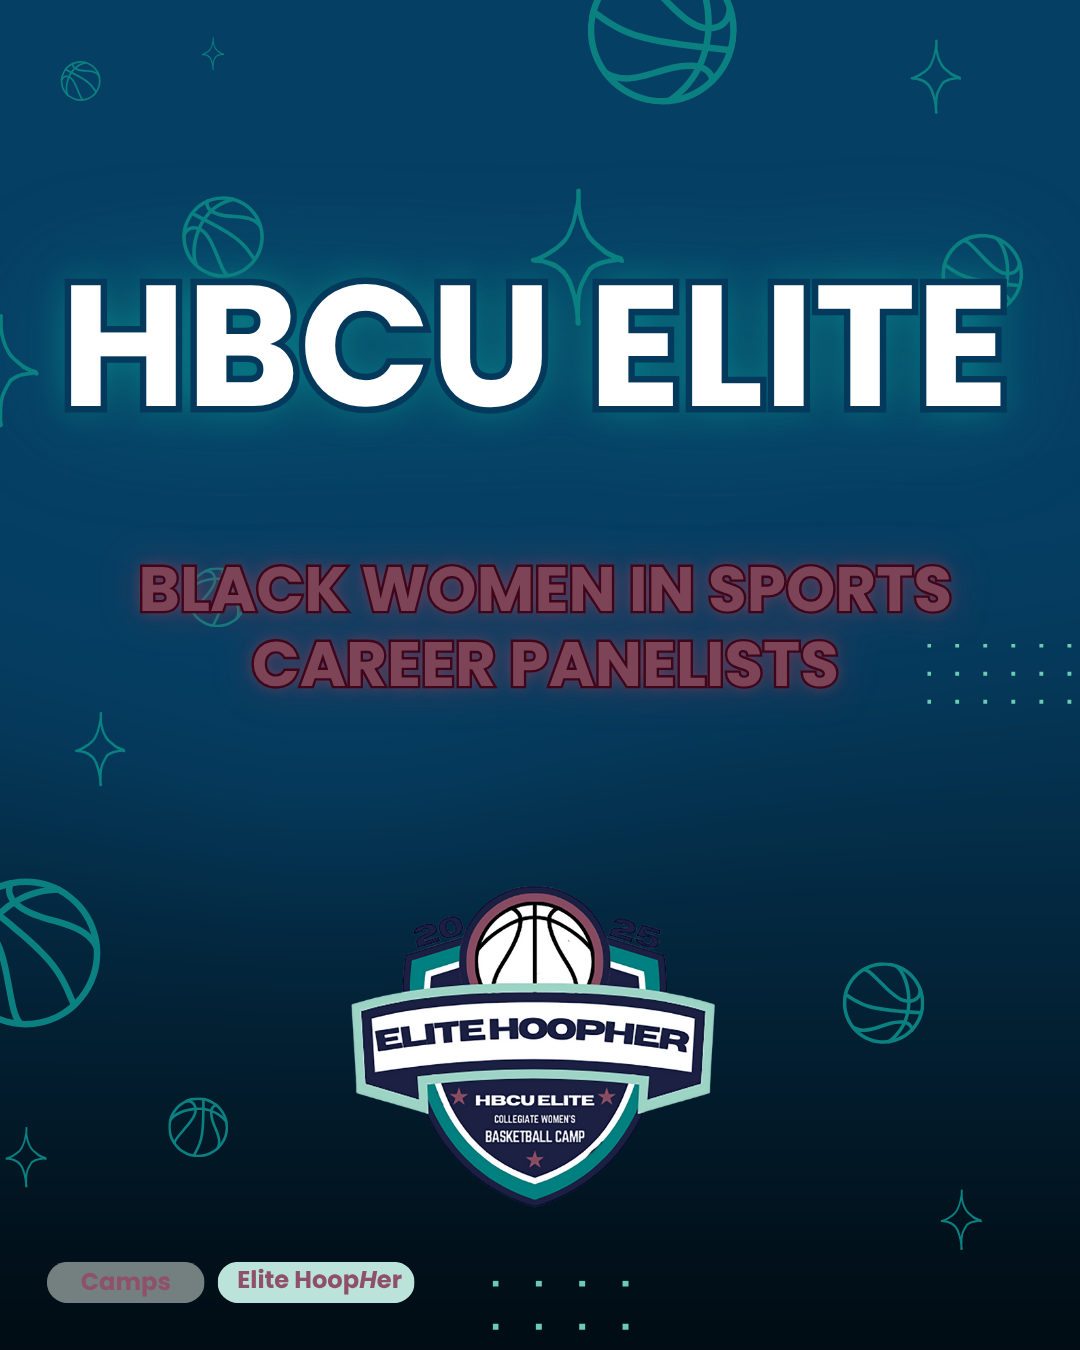 HBCU ELITE
BLACK WOMEN IN SPORTS
CAREER PANELISTS
20 25
ELITE HOOPHER
HBCU ELITE
COLLEGIATE WOMEN'S
BASKETBALL CAMP
Camps
Elite HoopHer